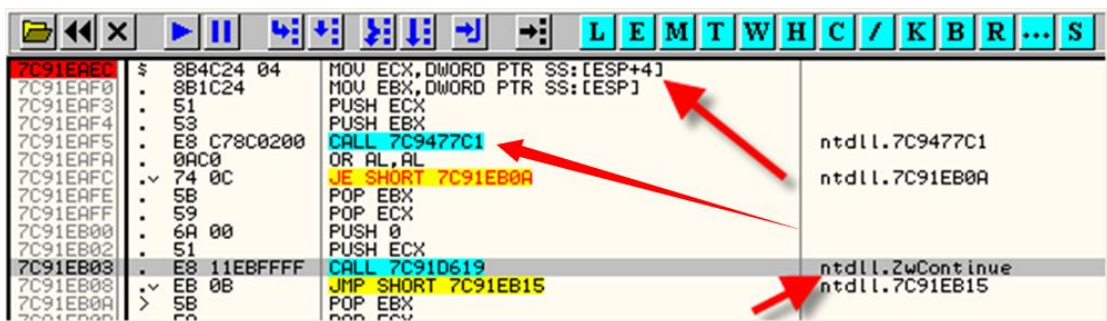 L E M T W H C / K B R ... S
7C91EAEC $ 8B4C24 04 MOV ECX,DWORD PTR SS:[ESP+4]
7C91EAF0 . 8B1C24 MOV EBX,DWORD PTR SS:[ESP]
7C91EAF3 . 51 PUSH ECX
7C91EAF4 . 53 PUSH EBX
7C91EAF5 . E8 C78C0200 CALL 7C9477C1 ntdll.7C9477C1
7C91EAFA . 0AC0 OR AL,AL
7C91EAFC .v 74 0C JE SHORT 7C91EB0A ntdll.7C91EB0A
7C91EAFE . 5B POP EBX
7C91EAFF . 59 POP ECX
7C91EB00 . 6A 00 PUSH 0
7C91EB02 . 51 PUSH ECX
7C91EB03 . E8 11EBFFFF CALL 7C91D619 ntdll.ZwContinue
7C91EB08 .v EB 0B JMP SHORT 7C91EB15 ntdll.7C91EB15
7C91EB0A > 5B POP EBX